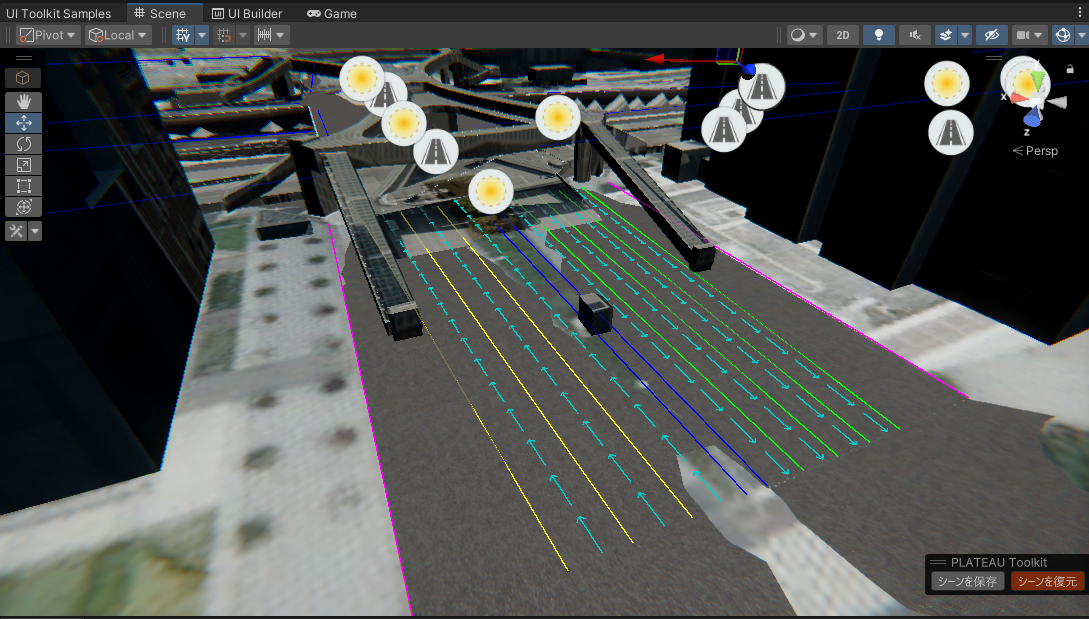 UI Toolkit Samples
Scene
UI Builder
Game
Pivot
Local
2D
Y
x
z
Persp
PLATEAU Toolkit
シーンを保存
シーンを復元